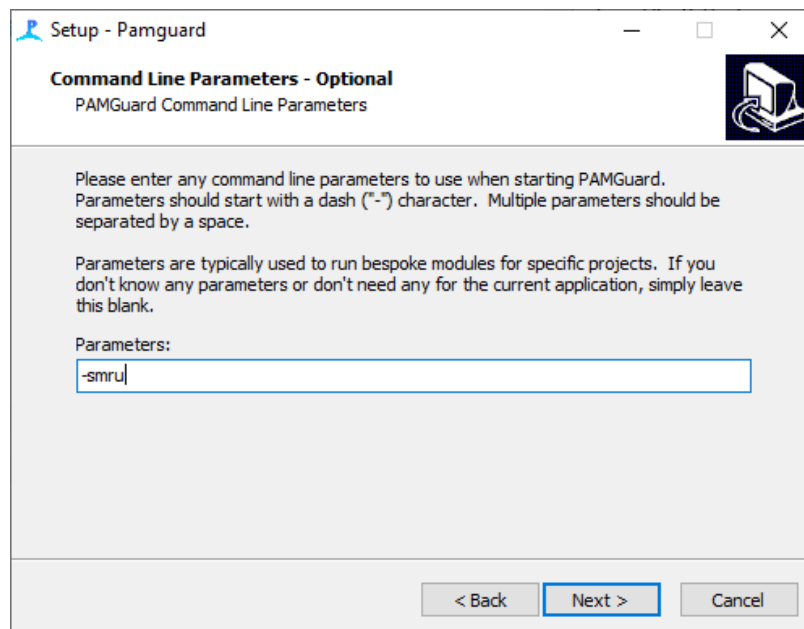 Setup - Pamguard
Command Line Parameters - Optional
PAMGuard Command Line Parameters
Please enter any command line parameters to use when starting PAMGuard.
Parameters should start with a dash ("-") character.  Multiple parameters should be
separated by a space.
Parameters are typically used to run bespoke modules for specific projects.  If you
don't know any parameters or don't need any for the current application, simply leave
this blank.
Parameters:
-smru
< Back
Next >
Cancel